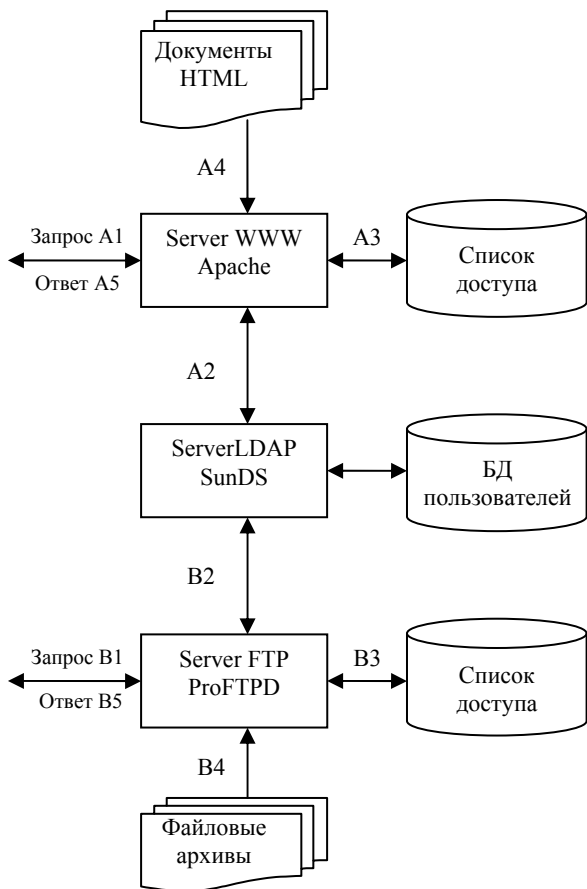 Документы
HTML
A4
Запрос A1
Ответ A5
Server WWW
Apache
A3
Список
доступа
A2
ServerLDAP
SunDS
БД
пользователей
B2
Запрос B1
Ответ B5
Server FTP
ProFTPD
B3
Список
доступа
B4
Файловые
архивы